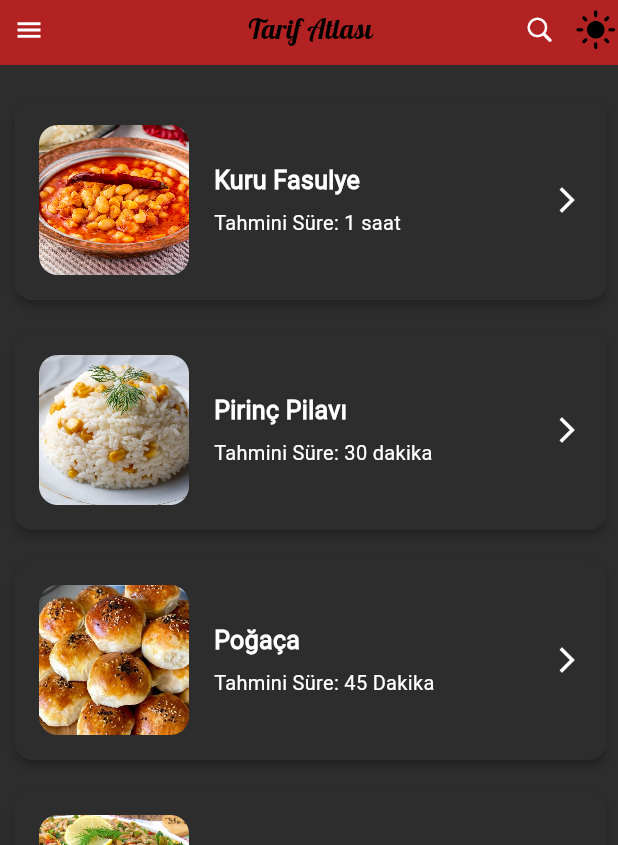 Tarif Atlası
Kuru Fasulye
Tahmini Süre: 1 saat
Pirinç Pilavı
Tahmini Süre: 30 dakika
Poğaça
Tahmini Süre: 45 Dakika